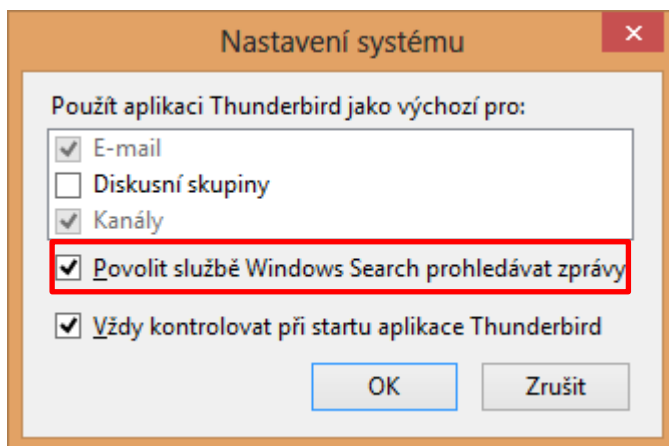 Nastavení systému
Použít aplikaci Thunderbird jako výchozí pro:
E-mail
Diskusní skupiny
Kanály
Povolit službě Windows Search prohledávat zprávy
Vždy kontrolovat při startu aplikace Thunderbird
OK Zrušit